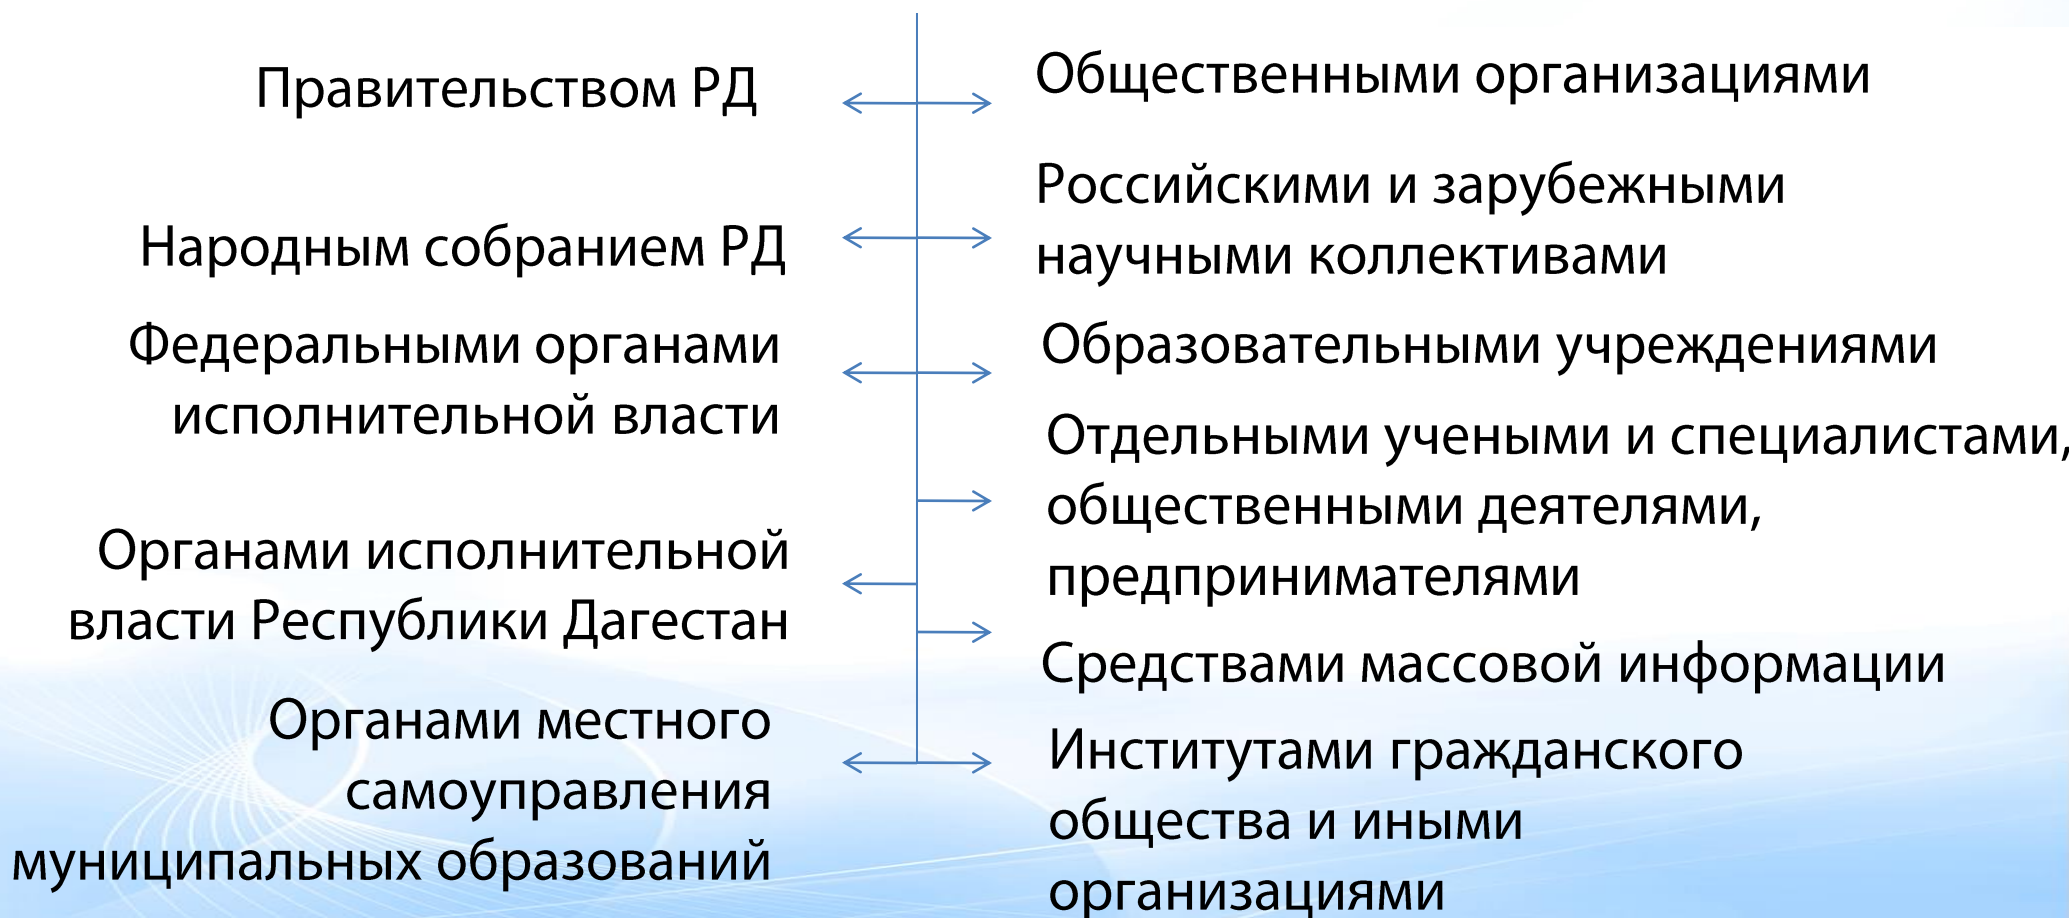 Правительством РД
Народным собранием РД
Федеральными органами
исполнительной власти
Органами исполнительной
власти Республики Дагестан
Органами местного
самоуправления
муниципальных образований
Общественными организациями
Российскими и зарубежными
научными коллективами
Образовательными учреждениями
Отдельными учеными и специалистами,
общественными деятелями,
предпринимателями
Средствами массовой информации
Институтами гражданского
общества и иными
организациями